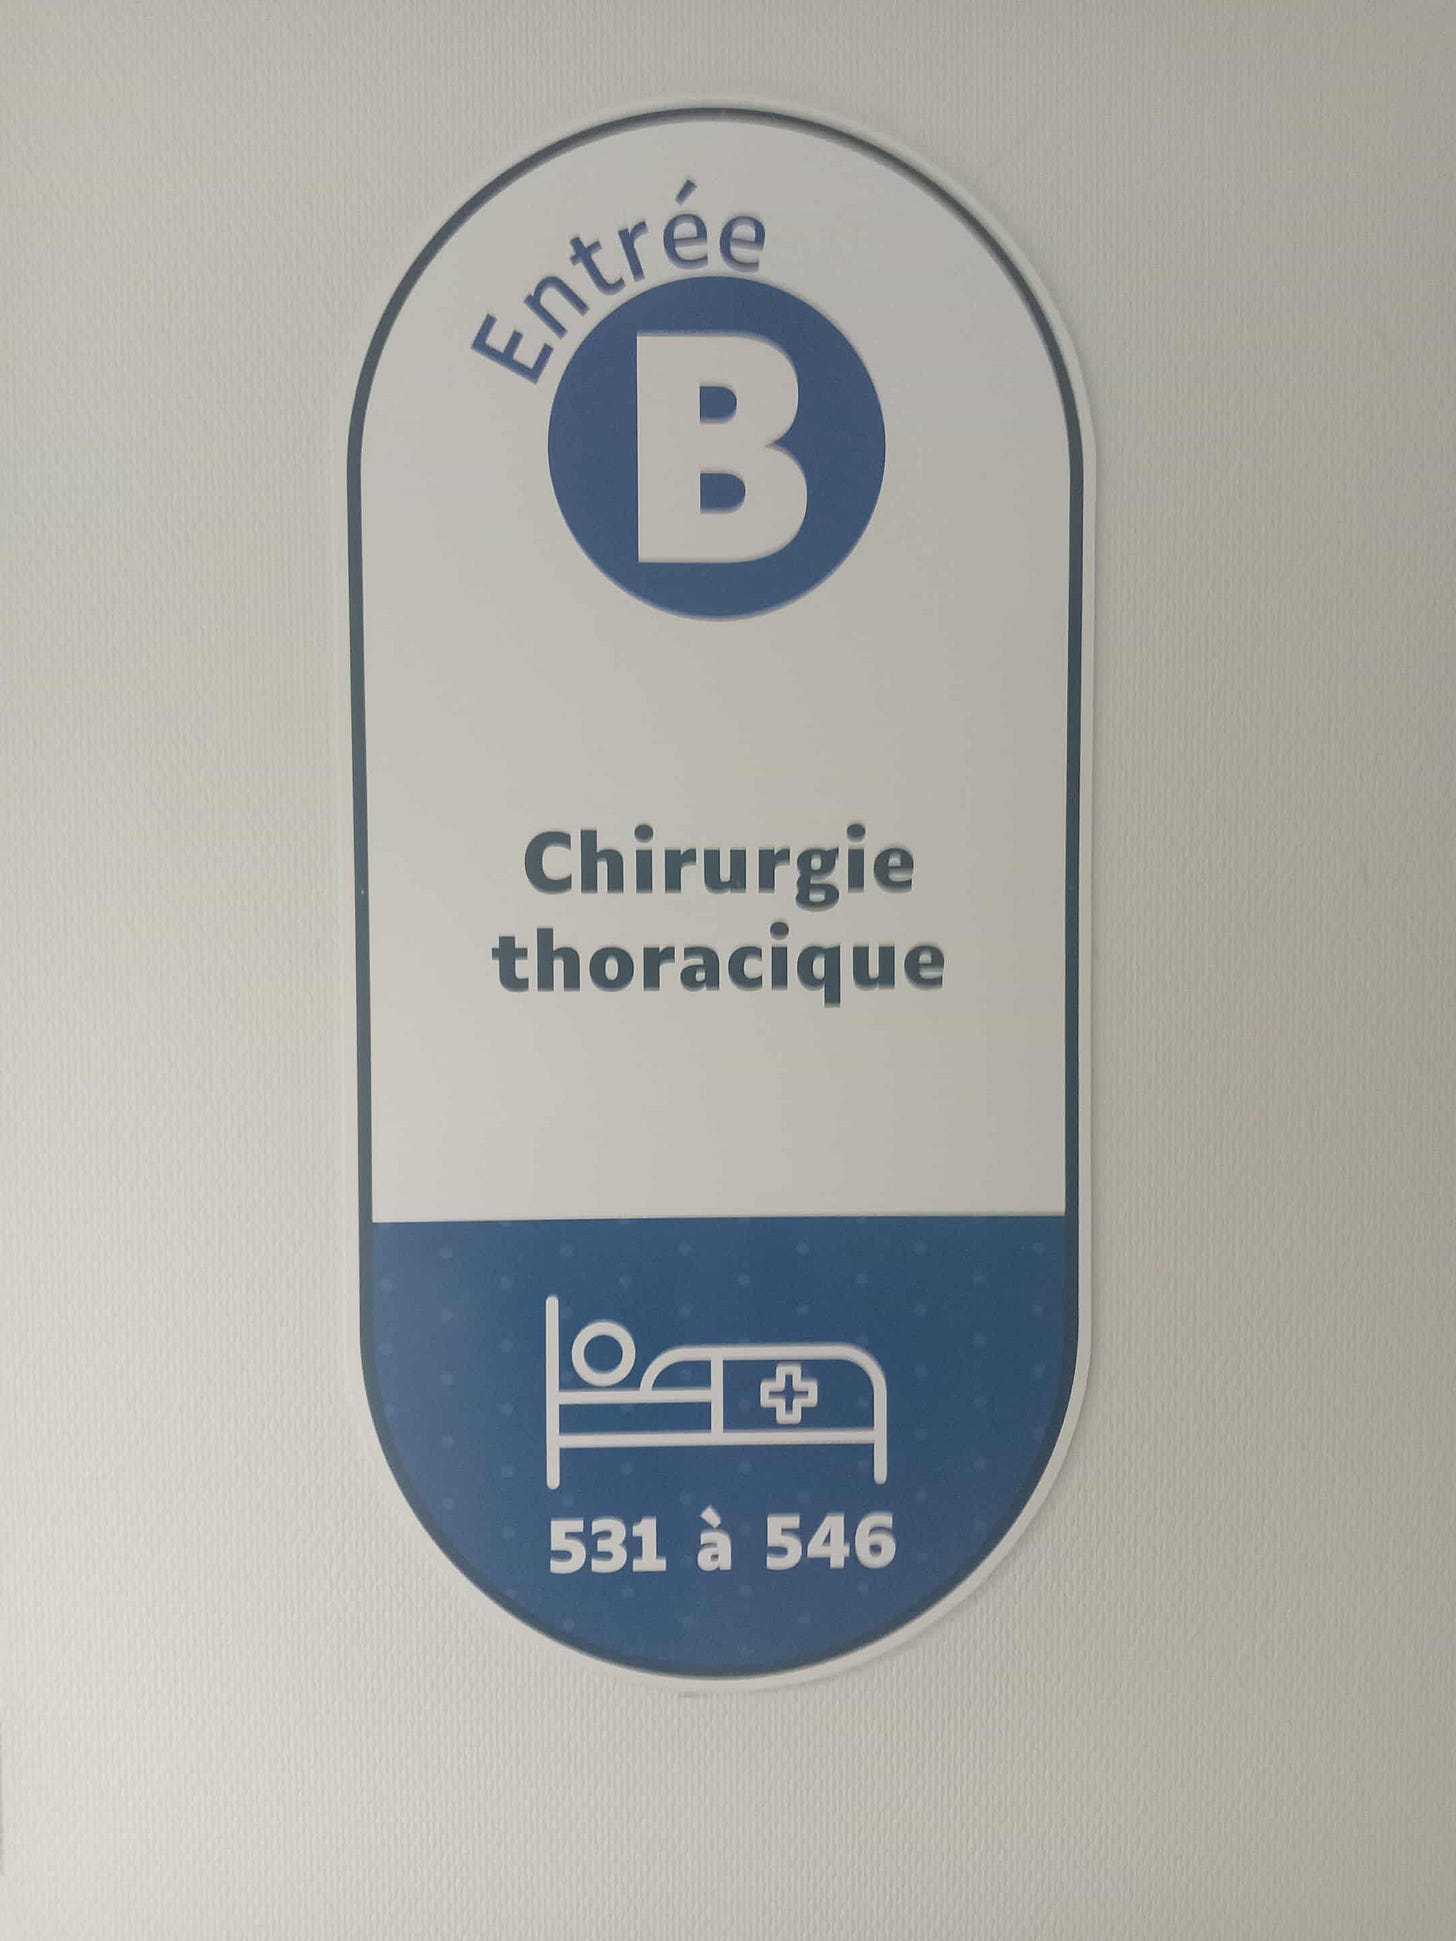 Entrée
B
Chirurgie
thoracique
531 à 546